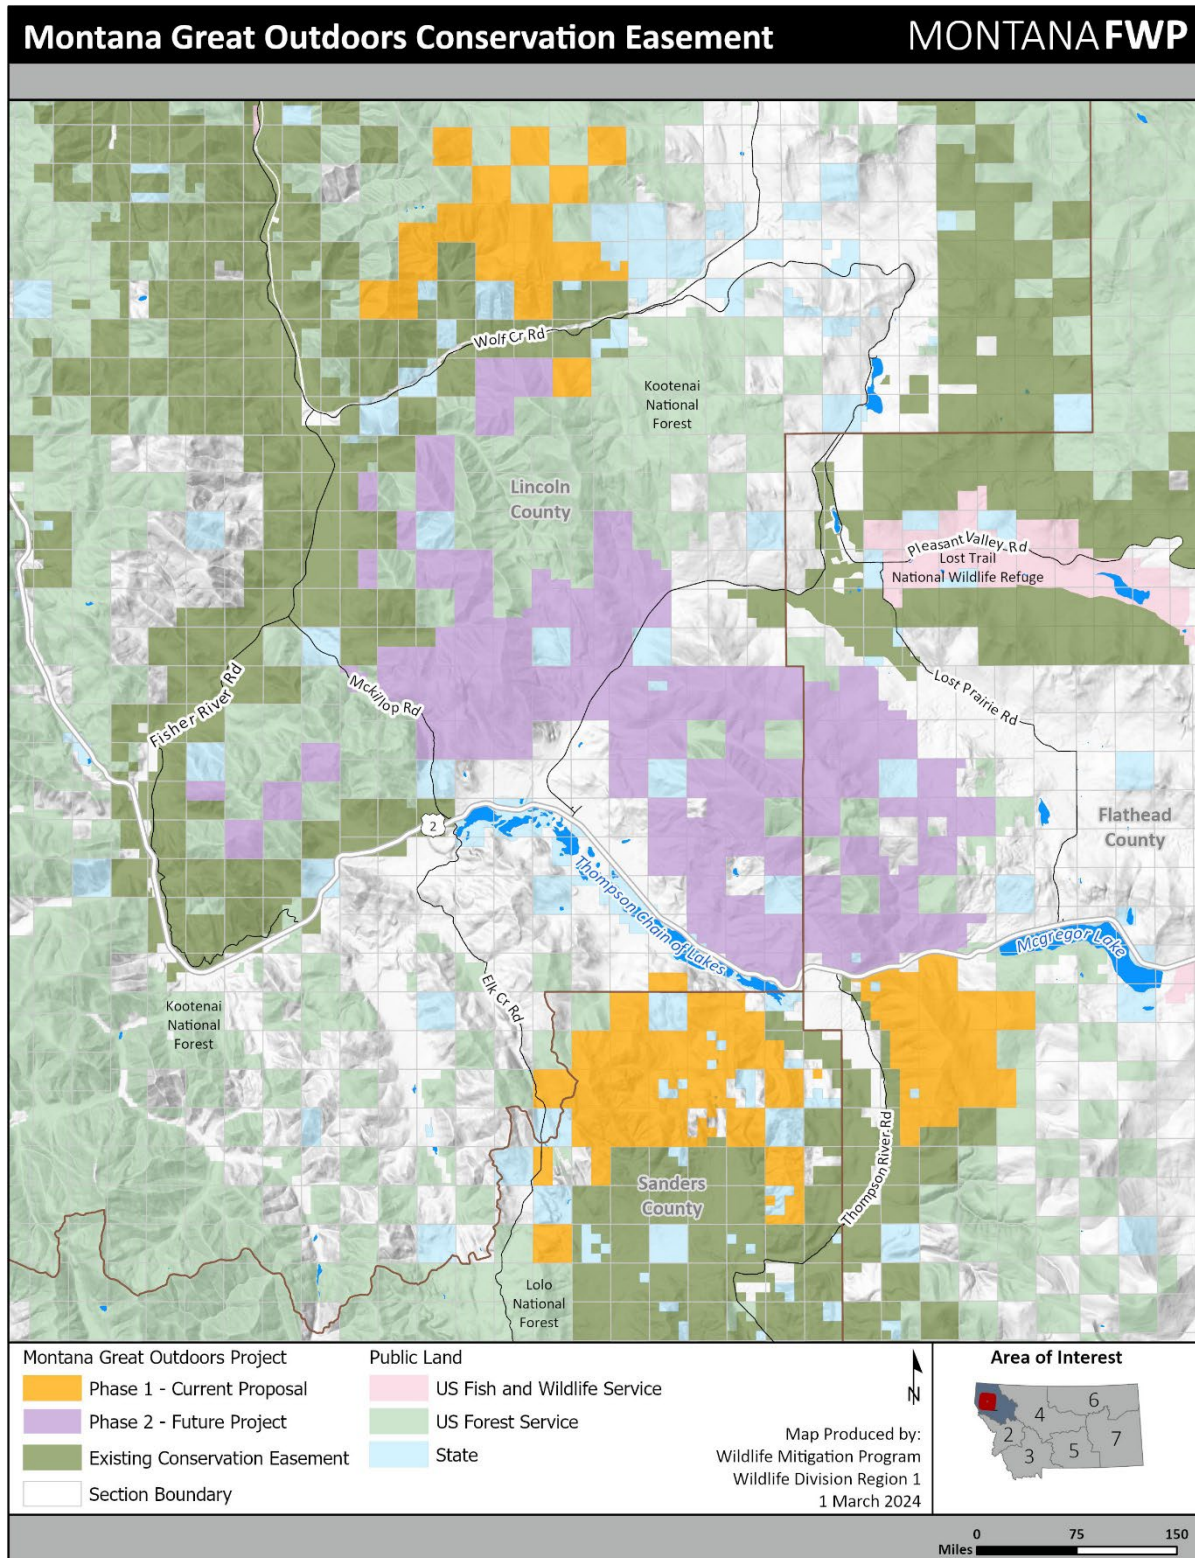 Montana Great Outdoors Conservation Easement
MONTANA FWP
Wolf Cr Rd
Kootenai
National
Forest
Lincoln
County
Pleasant Valley Rd
Lost Trail
National Wildlife Refuge
Fisher River Rd
Mckillop Rd
Lost Prairie Rd
2
Flathead
County
Thompson Chain of Lakes
Mcgregor Lake
Elk Cr Rd
Kootenai
National
Forest
Thompson River Rd
Sanders
County
Lolo
National
Forest
Montana Great Outdoors Project
Phase 1 - Current Proposal
Phase 2 - Future Project
Existing Conservation Easement
Section Boundary
Public Land
US Fish and Wildlife Service
US Forest Service
State
N
Map Produced by:
Wildlife Mitigation Program
Wildlife Division Region 1
1 March 2024
Area of Interest
4
6
2
7
5
3
0 75 150
Miles